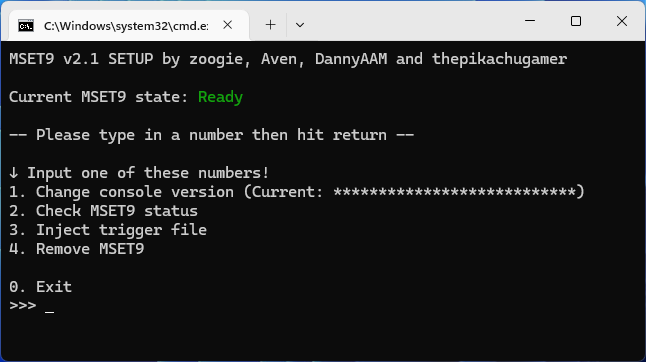 C:\Windows\system32\cmd.e
MSET9 v2.1 SETUP by zoogie, Aven, DannyAAM and thepikachugamer
Current MSET9 state: Ready
-- Please type in a number then hit return --
↓ Input one of these numbers!
1. Change console version (Current: ***************************)
2. Check MSET9 status
3. Inject trigger file
4. Remove MSET9
0. Exit
>>> _